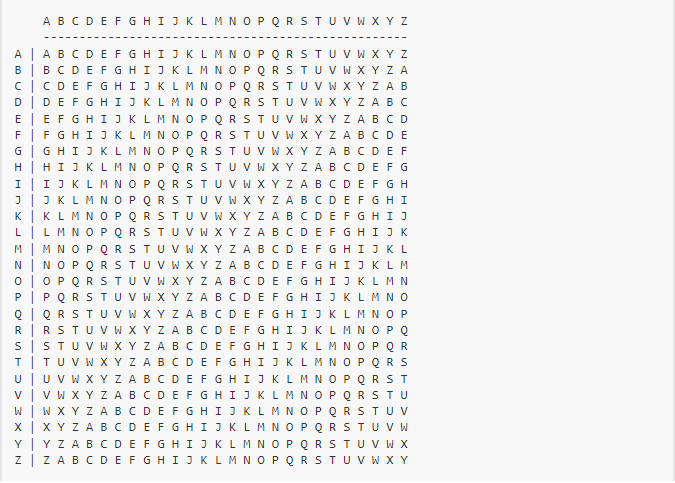 A B C D E F G H I J K L M N O P Q R S T U V W X Y Z
---------------------------------------------------
A | A B C D E F G H I J K L M N O P Q R S T U V W X Y Z
B | B C D E F G H I J K L M N O P Q R S T U V W X Y Z A
C | C D E F G H I J K L M N O P Q R S T U V W X Y Z A B
D | D E F G H I J K L M N O P Q R S T U V W X Y Z A B C
E | E F G H I J K L M N O P Q R S T U V W X Y Z A B C D
F | F G H I J K L M N O P Q R S T U V W X Y Z A B C D E
G | G H I J K L M N O P Q R S T U V W X Y Z A B C D E F
H | H I J K L M N O P Q R S T U V W X Y Z A B C D E F G
I | I J K L M N O P Q R S T U V W X Y Z A B C D E F G H
J | J K L M N O P Q R S T U V W X Y Z A B C D E F G H I
K | K L M N O P Q R S T U V W X Y Z A B C D E F G H I J
L | L M N O P Q R S T U V W X Y Z A B C D E F G H I J K
M | M N O P Q R S T U V W X Y Z A B C D E F G H I J K L
N | N O P Q R S T U V W X Y Z A B C D E F G H I J K L M
O | O P Q R S T U V W X Y Z A B C D E F G H I J K L M N
P | P Q R S T U V W X Y Z A B C D E F G H I J K L M N O
Q | Q R S T U V W X Y Z A B C D E F G H I J K L M N O P
R | R S T U V W X Y Z A B C D E F G H I J K L M N O P Q
S | S T U V W X Y Z A B C D E F G H I J K L M N O P Q R
T | T U V W X Y Z A B C D E F G H I J K L M N O P Q R S
U | U V W X Y Z A B C D E F G H I J K L M N O P Q R S T
V | V W X Y Z A B C D E F G H I J K L M N O P Q R S T U
W | W X Y Z A B C D E F G H I J K L M N O P Q R S T U V
X | X Y Z A B C D E F G H I J K L M N O P Q R S T U V W
Y | Y Z A B C D E F G H I J K L M N O P Q R S T U V W X
Z | Z A B C D E F G H I J K L M N O P Q R S T U V W X Y